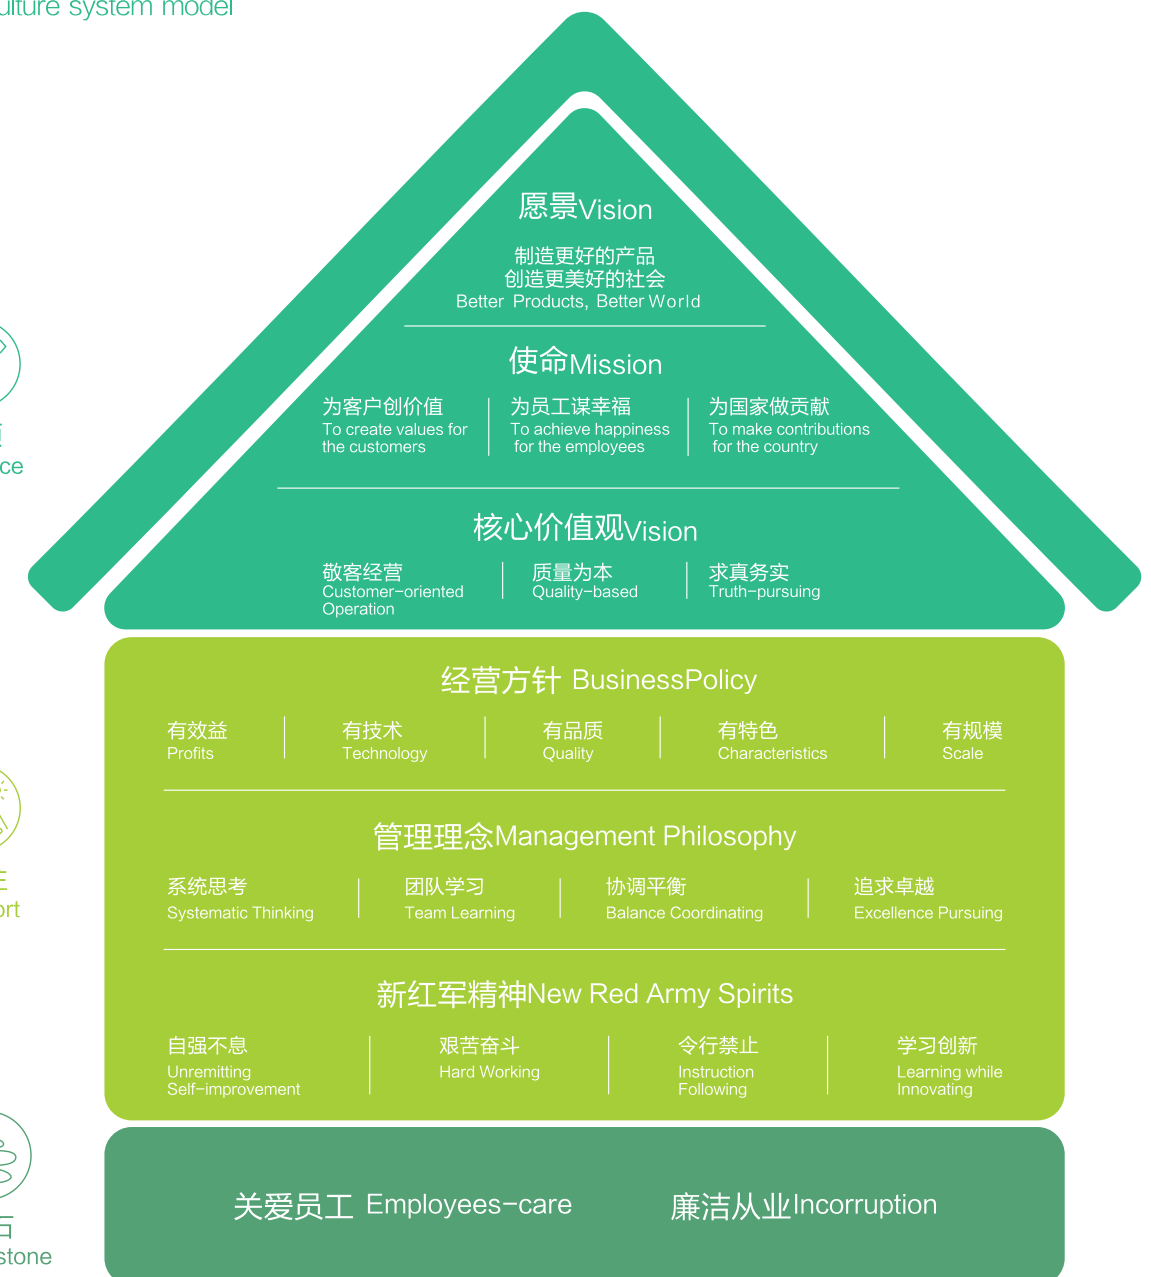 system model
愿景Vision
制造更好的产品
创造更美好的社会
Better Products, Better World
使命Mission
为客户创价值
To create values for
the customers
为员工谋幸福
To achieve happiness
for the employees
为国家做贡献
To make contributions
for the country
核心价值观Vision
敬客经营
Customer-oriented
Operation
质量为本
Quality-based
求真务实
Truth-pursuing
经营方针 BusinessPolicy
有效益
Profits
有技术
Technology
有品质
Quality
有特色
Characteristics
有规模
Scale
管理理念Management Philosophy
系统思考
Systematic Thinking
团队学习
Team Learning
协调平衡
Balance Coordinating
追求卓越
Excellence Pursuing
新红军精神New Red Army Spirits
自强不息
Unremitting
Self-improvement
艰苦奋斗
Hard Working
令行禁止
Instruction
Following
学习创新
Learning while
Innovating
关爱员工 Employees-care
廉洁从业Incorruption